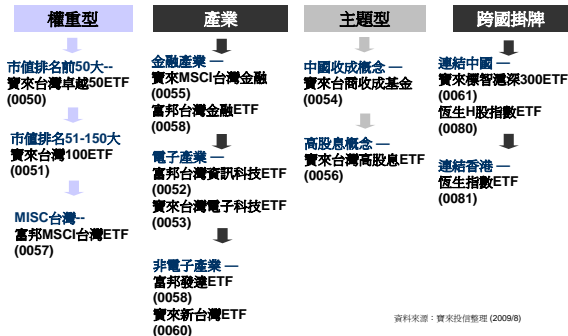 權重型
市值排名前50大--
寶來台灣卓越50ETF
(0050)
市值排名51-150大
寶來台灣100ETF
(0051)
MISC台灣--
富邦MSCI台灣ETF
(0057)
產業
金融產業 —
寶來MSCI台灣金融
(0055)
富邦台灣金融ETF
(0058)
電子產業 —
富邦台灣資訊科技ETF
(0052)
寶來台灣電子科技ETF
(0053)
非電子產業 —
富邦發達ETF
(0058)
寶來新台灣ETF
(0060)
主題型
中國收成概念 —
寶來台商收成基金
(0054)
高股息概念 —
寶來台灣高股息ETF
(0056)
跨國掛牌
連結中國 —
寶來標智滬深300ETF
(0061)
恆生H股指數ETF
(0080)
連結香港 —
恆生指數ETF
(0081)
資料來源：寶來投信整理 (2009/8)